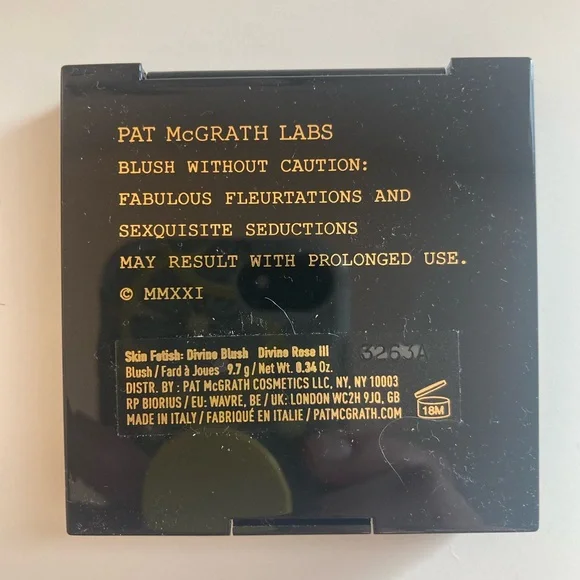 PAT McGRATH LABS
BLUSH WITHOUT CAUTION:
FABULOUS FLEURTATIONS AND
SEXQUISITE SEDUCTIONS
MAY RESULT WITH PROLONGED USE.
© MMXXI
Skin Fetish: Divine Blush Divine Rose III 3263A
Blush / Fard à Joues 9.7 g / Net Wt. 0.34 Oz.
DISTR. BY : PAT McGRATH COSMETICS LLC, NY, NY 10003
RP BIORIUS / EU: WAVRE, BE / UK: LONDON WC2H 9JQ, GB
MADE IN ITALY / FABRIQUÉ EN ITALIE / PATMCGRATH.COM
18M